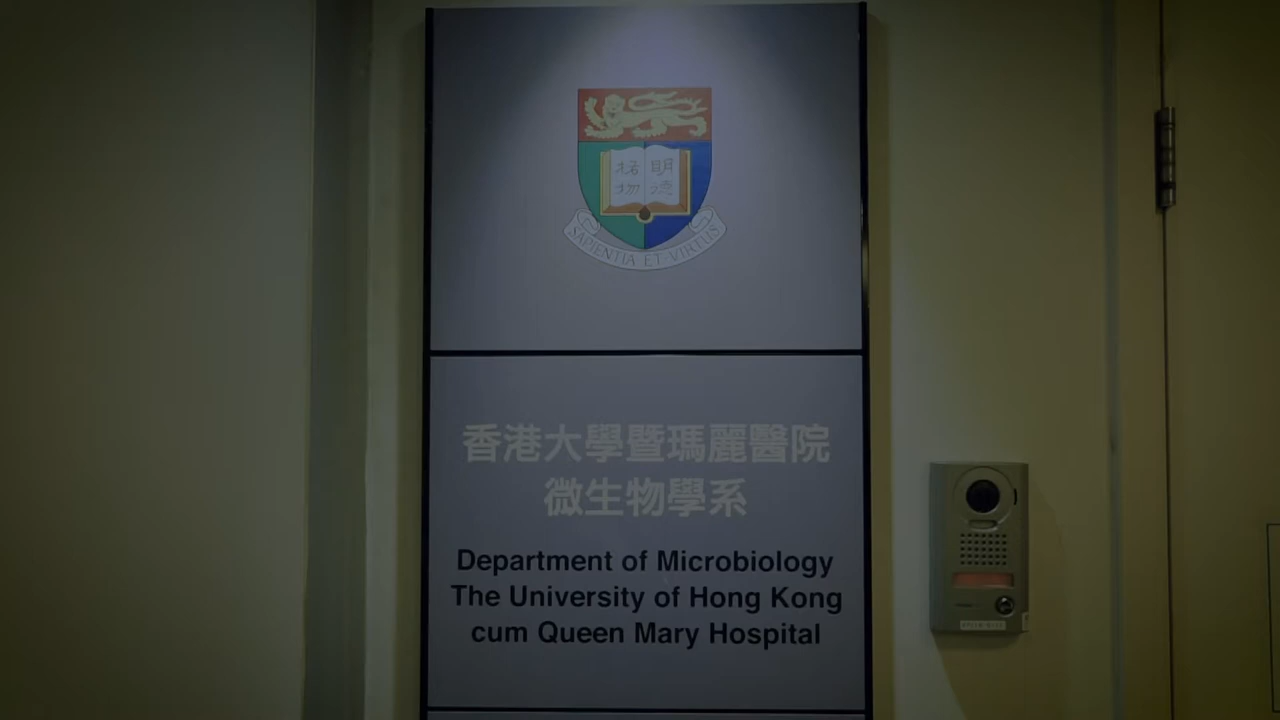 明德
格物
SAPIENTIA ET VIRTUS
香港大學暨瑪麗醫院
微生物學系
Department of Microbiology
The University of Hong Kong
cum Queen Mary Hospital